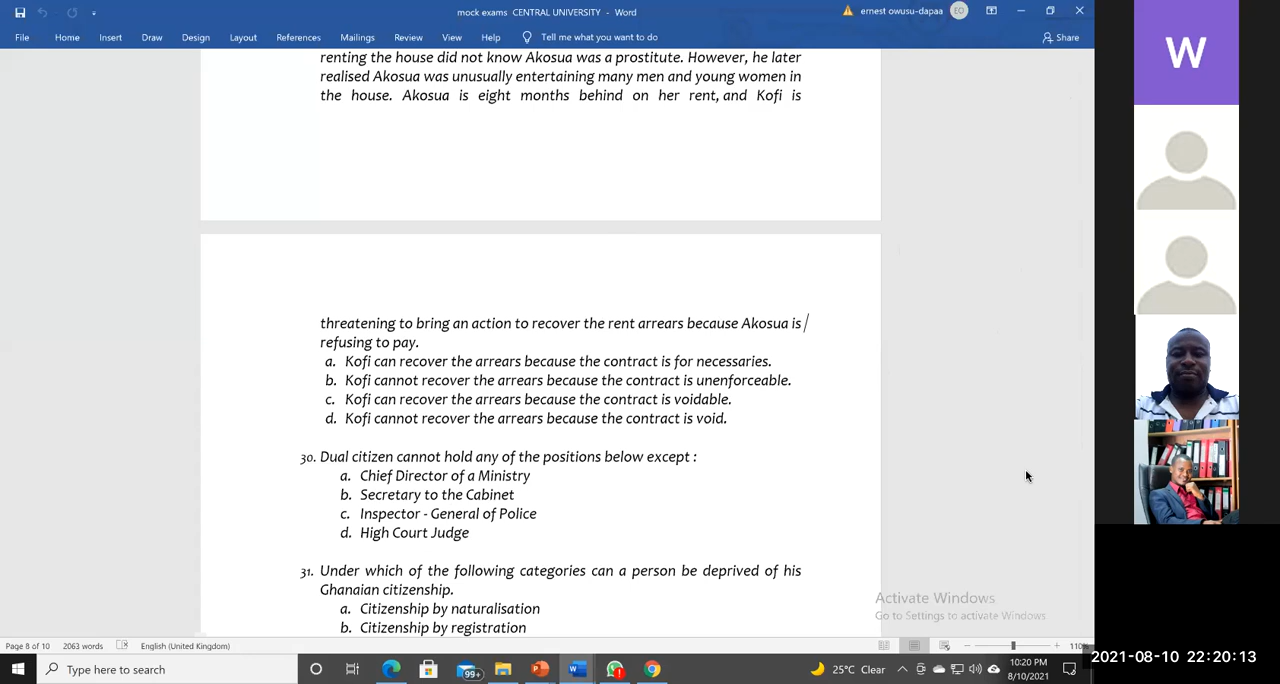 mock exams CENTRAL UNIVERSITY - Word
ernest owusu-dapaa
EO
File Home Insert Draw Design Layout References Mailings Review View Help Tell me what you want to do
Share
renting the house did not know Akosua was a prostitute. However, he later
realised Akosua was unusually entertaining many men and young women in
the house. Akosua is eight months behind on her rent, and Kofi is
threatening to bring an action to recover the rent arrears because Akosua is
refusing to pay.
a. Kofi can recover the arrears because the contract is for necessaries.
b. Kofi cannot recover the arrears because the contract is unenforceable.
c. Kofi can recover the arrears because the contract is voidable.
d. Kofi cannot recover the arrears because the contract is void.
30. Dual citizen cannot hold any of the positions below except :
a. Chief Director of a Ministry
b. Secretary to the Cabinet
c. Inspector - General of Police
d. High Court Judge
31. Under which of the following categories can a person be deprived of his
Ghanaian citizenship.
a. Citizenship by naturalisation
b. Citizenship by registration
W
Activate Windows
Go to Settings to activate Windows.
Page 8 of 10 2063 words English (United Kingdom)
110%
Type here to search
99+
25°C Clear
10:20 PM
8/10/2021
2021-08-10 22:20:13